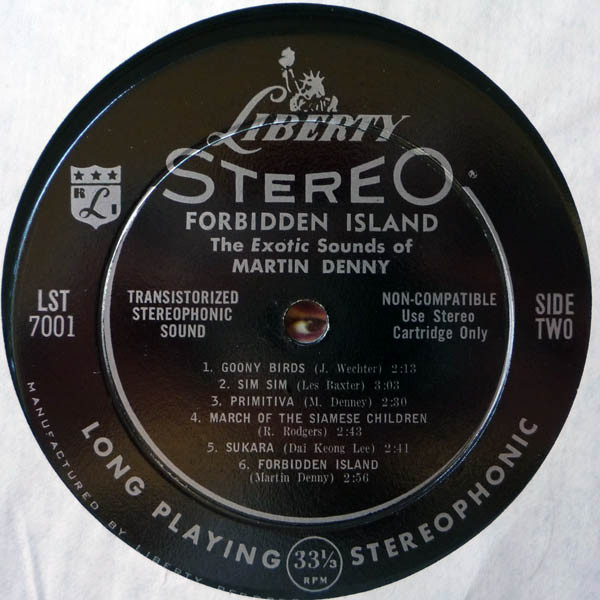 LIBERTY
STEREO®
★★★
R L I
FORBIDDEN ISLAND
The Exotic Sounds of
MARTIN DENNY
LST
7001
TRANSISTORIZED
STEREOPHONIC
SOUND
NON-COMPATIBLE
Use Stereo
Cartridge Only
SIDE
TWO
1. GOONY BIRDS (J. Wechter) 2:13
2. SIM SIM (Les Baxter) 3:03
3. PRIMITIVA (M. Denney) 2:30
4. MARCH OF THE SIAMESE CHILDREN
(R. Rodgers) 2:43
5. SUKARA (Dai Keong Lee) 2:41
6. FORBIDDEN ISLAND
(Martin Denny) 2:56
LONG PLAYING 33⅓ RPM STEREOPHONIC
MANUFACTURED BY LIBERTY